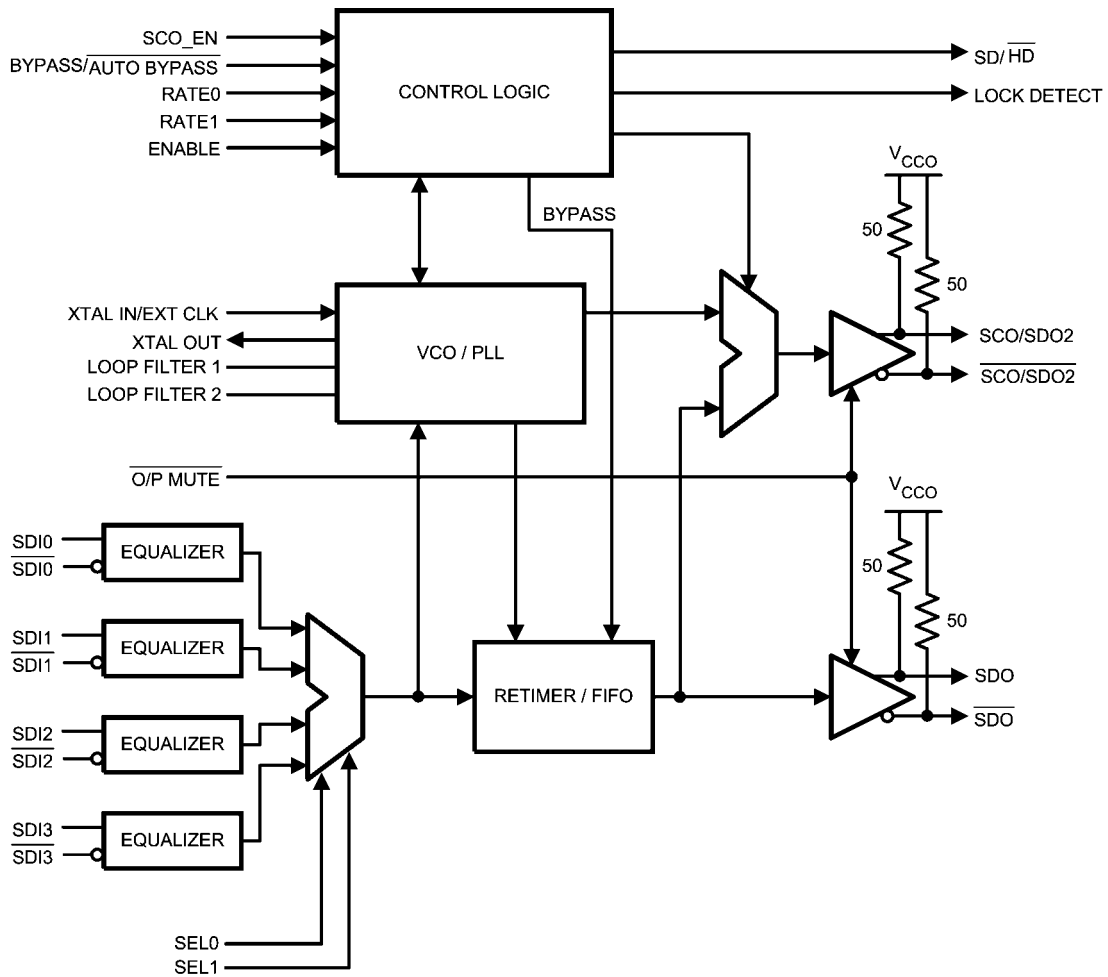 SCO_EN
BYPASS/AUTO BYPASS
RATE0
RATE1
ENABLE
CONTROL LOGIC
SD/HD
LOCK DETECT
BYPASS
VCCO
50
50
XTAL IN/EXT CLK
XTAL OUT
LOOP FILTER 1
LOOP FILTER 2
VCO / PLL
SCO/SDO2
SCO/SDO2
O/P MUTE
VCCO
50
50
SDI0
SDI0
EQUALIZER
SDI1
SDI1
EQUALIZER
SDI2
SDI2
EQUALIZER
SDI3
SDI3
EQUALIZER
RETIMER / FIFO
SDO
SDO
SEL0
SEL1